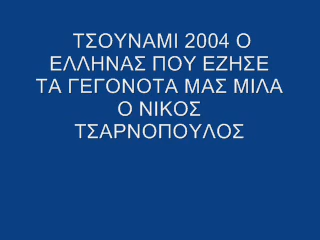 ΤΣΟΥΝΑΜΙ 2004 Ο
ΕΛΛΗΝΑΣ ΠΟΥ ΕΖΗΣΕ
ΤΑ ΓΕΓΟΝΟΤΑ ΜΑΣ ΜΙΛΑ
Ο ΝΙΚΟΣ
ΤΣΑΡΝΟΠΟΥΛΟΣ